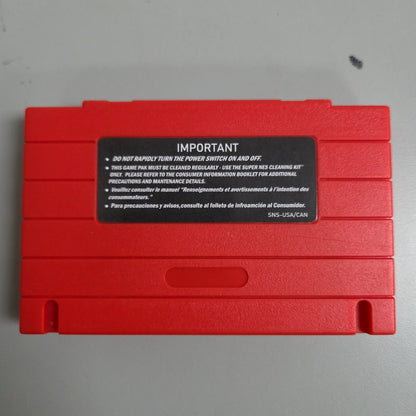 IMPORTANT
• DO NOT RAPIDLY TURN THE POWER SWITCH ON AND OFF.
• THIS GAME PAK MUST BE CLEANED REGULARLY - USE THE SUPER NES CLEANING KIT™
ONLY. PLEASE REFER TO THE CONSUMER INFORMATION BOOKLET FOR ADDITIONAL
PRECAUTIONS AND MAINTENANCE DETAILS.
• Veuillez consulter le manuel "Renseignements et avertissements à l'intention des
consommateurs."
• Para precauciones y avisos,consulte al folleto de Infroamción al Consumidor.
SNS-USA/CAN